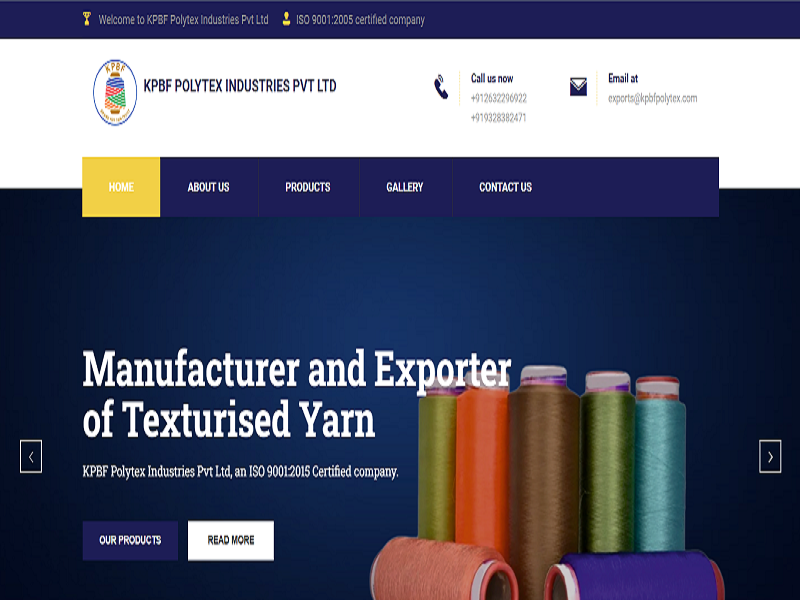 Welcome to KPBF Polytex Industries Pvt Ltd ISO 9001:2005 certified company
KPBF
KPBF POLYTEX INDUSTRIES PVT LTD
Call us now
+912632296922
+919328382471
Email at
exports@kpbfpolytex.com
HOME ABOUT US PRODUCTS GALLERY CONTACT US
Manufacturer and Exporter
of Texturised Yarn
KPBF Polytex Industries Pvt Ltd, an ISO 9001:2015 Certified company.
OUR PRODUCTS READ MORE